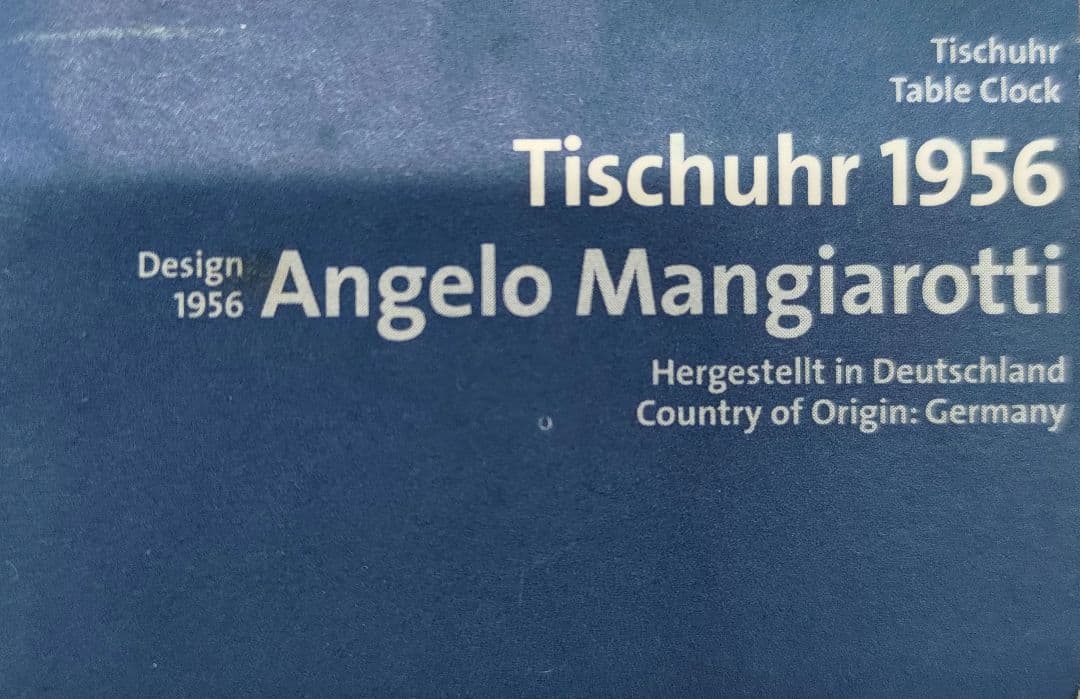 Tischuhr
Table Clock
Tischuhr 1956
Design
1956
Angelo Mangiarotti
Hergestellt in Deutschland
Country of Origin: Germany